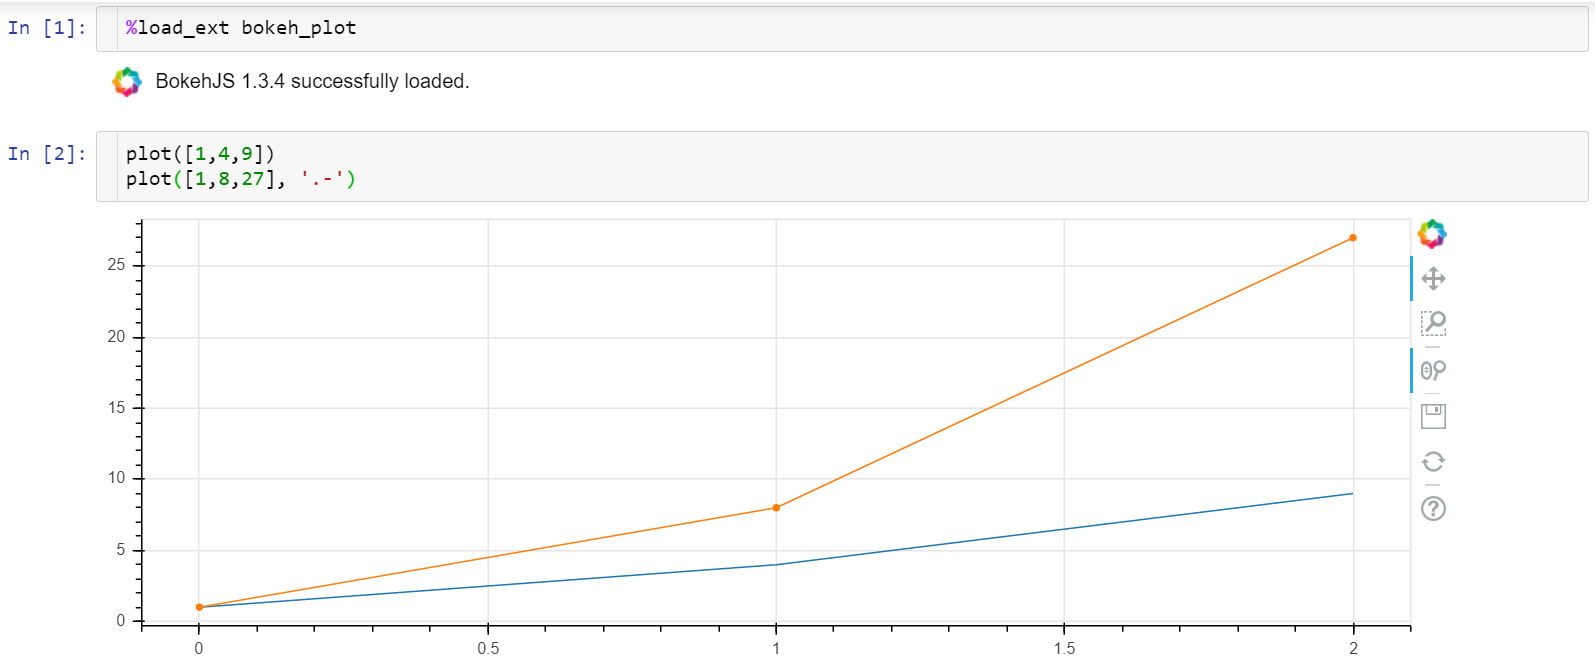 In [1]: %load_ext bokeh_plot
BokehJS 1.3.4 successfully loaded.
In [2]: plot([1,4,9])
plot([1,8,27], '.-')
25
20
15
10
5
0
0 0.5 1 1.5 2